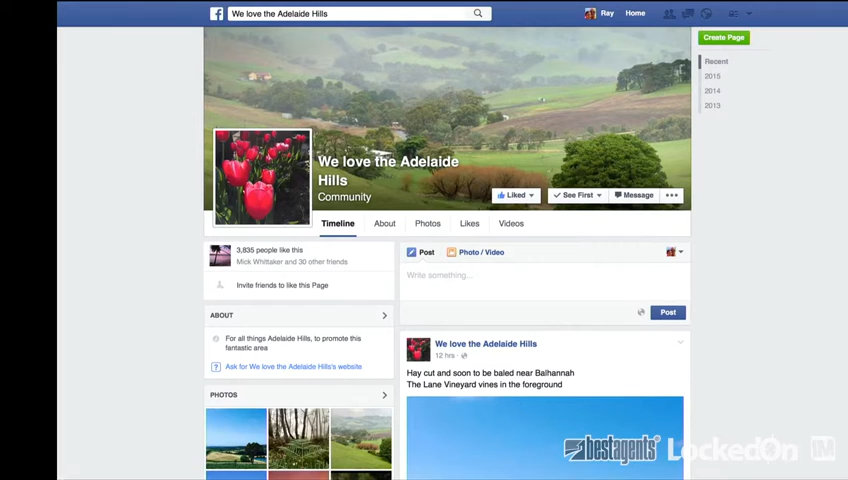 We love the Adelaide Hills
Ray
Home
Create Page
Recent
2015
2014
2013
We love the Adelaide
Hills
Community
Liked
See First
Message
Timeline
About
Photos
Likes
Videos
3,835 people like this
Mick Whittaker and 30 other friends
Invite friends to like this Page
ABOUT
For all things Adelaide Hills, to promote this
fantastic area
? Ask for We love the Adelaide Hills's website
PHOTOS
Post
Photo / Video
Write something...
Post
We love the Adelaide Hills
12 hrs ·
Hay cut and soon to be baled near Balhannah
The Lane Vineyard vines in the foreground
bestagents
LockedOn